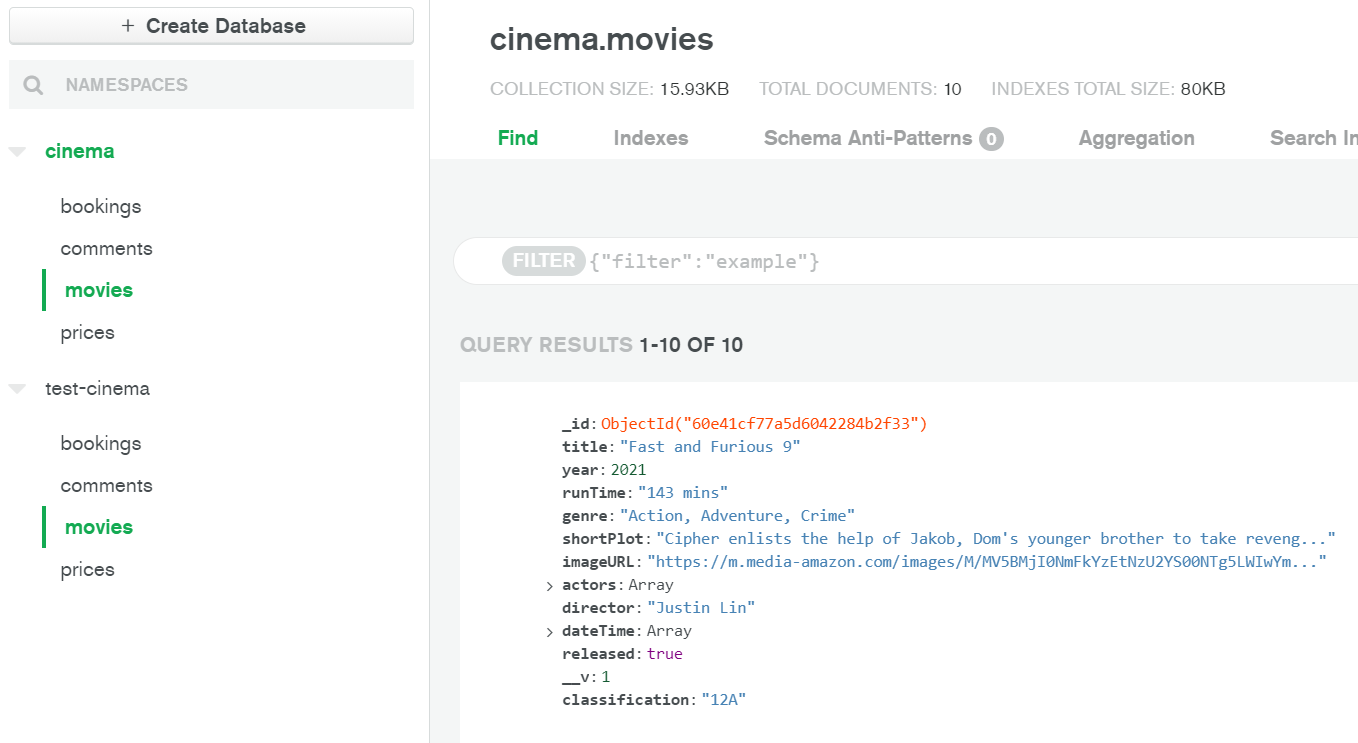 + Create Database
NAMESPACES
cinema
bookings
comments
movies
prices
test-cinema
bookings
comments
movies
prices
cinema.movies
COLLECTION SIZE: 15.93KB TOTAL DOCUMENTS: 10 INDEXES TOTAL SIZE: 80KB
Find Indexes Schema Anti-Patterns 0 Aggregation Search In
FILTER {"filter":"example"}
QUERY RESULTS 1-10 OF 10
_id: ObjectId("60e41cf77a5d6042284b2f33")
title: "Fast and Furious 9"
year: 2021
runTime: "143 mins"
genre: "Action, Adventure, Crime"
shortPlot: "Cipher enlists the help of Jakob, Dom's younger brother to take reveng..."
imageURL: "https://m.media-amazon.com/images/M/MV5BMjI0NmFkYzEtNzU2YS00NTg5LWIwYm..."
> actors: Array
director: "Justin Lin"
> dateTime: Array
released: true
__v: 1
classification: "12A"